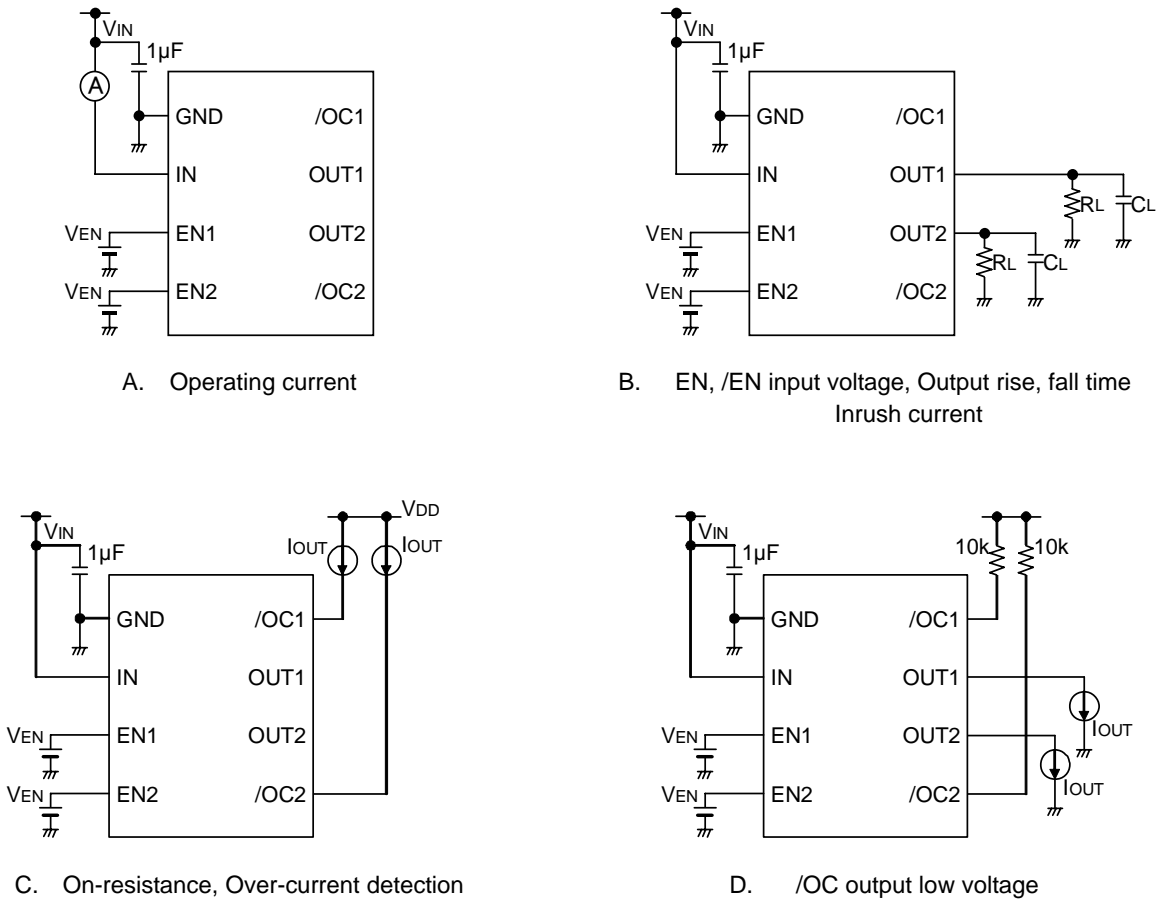 VIN
1µF
A
GND /OC1
IN OUT1
VEN EN1 OUT2
VEN EN2 /OC2
A. Operating current
VIN
1µF
GND /OC1
IN OUT1
RL CL
VEN EN1 OUT2
RL CL
VEN EN2 /OC2
B. EN, /EN input voltage, Output rise, fall time
Inrush current
VDD
VIN
IOUT IOUT
1µF
GND /OC1
IN OUT1
VEN EN1 OUT2
VEN EN2 /OC2
C. On-resistance, Over-current detection
VIN
10k 10k
1µF
GND /OC1
IN OUT1
IOUT
VEN EN1 OUT2
IOUT
VEN EN2 /OC2
D. /OC output low voltage